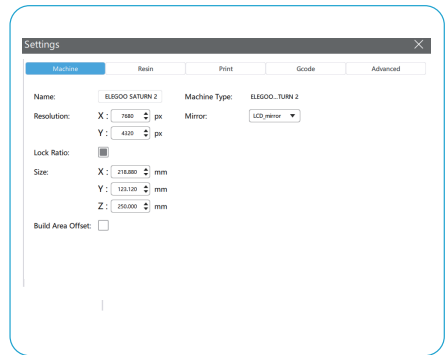 Settings
Machine Resin Print Gcode Advanced
Name: ELEGOO SATURN 2 Machine Type: ELEGOO...TURN 2
Resolution: X : 7680 px Mirror: LCD_mirror
Y : 4320 px
Lock Ratio:
Size: X : 218.880 mm
Y : 123.120 mm
Z : 250.000 mm
Build Area Offset: